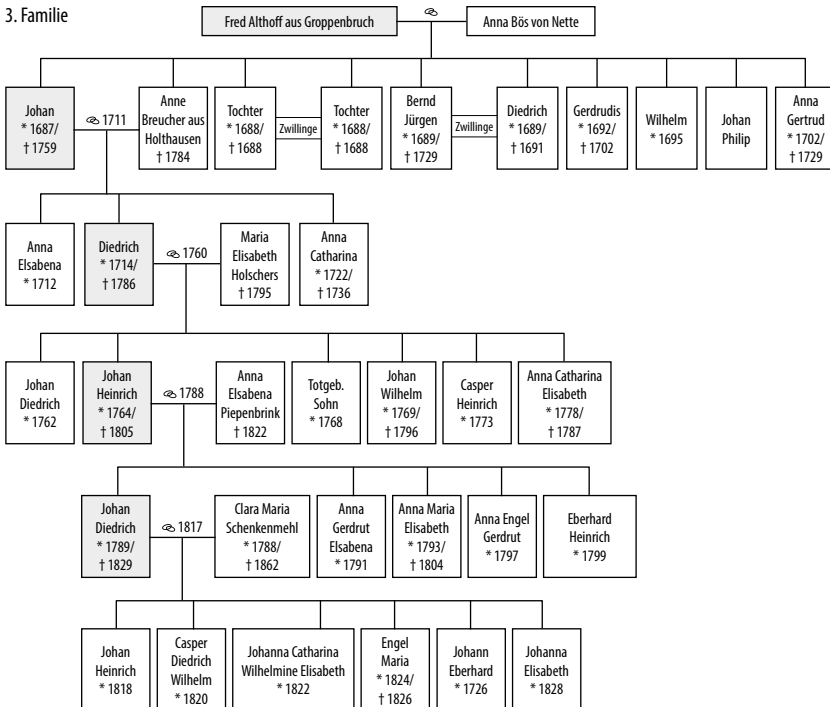 3. Familie
Fred Althoff aus Groppenbruch
⚭
Anna Bös von Nette
Johan
* 1687/
† 1759
⚭ 1711
Anne
Breucher aus
Holthausen
† 1784
Tochter
* 1688/
† 1688
Zwillinge
Tochter
* 1688/
† 1688
Bernd
Jürgen
* 1689/
† 1729
Zwillinge
Diedrich
* 1689/
† 1691
Gerdrudis
* 1692/
† 1702
Wilhelm
* 1695
Johan
Philip
Anna
Gertrud
* 1702/
† 1729
Anna
Elsabena
* 1712
Diedrich
* 1714/
† 1786
⚭ 1760
Maria
Elisabeth
Holschers
† 1795
Anna
Catharina
* 1722/
† 1736
Johan
Diedrich
* 1762
Johan
Heinrich
* 1764/
† 1805
⚭ 1788
Anna
Elsabena
Piepenbrink
† 1822
Totgeb.
Sohn
* 1768
Johan
Wilhelm
* 1769/
† 1796
Casper
Heinrich
* 1773
Anna Catharina
Elisabeth
* 1778/
† 1787
Johan
Diedrich
* 1789/
† 1829
⚭ 1817
Clara Maria
Schenkenmehl
* 1788/
† 1862
Anna
Gerdrut
Elsabena
* 1791
Anna Maria
Elisabeth
* 1793/
† 1804
Anna Engel
Gerdrut
* 1797
Eberhard
Heinrich
* 1799
Johan
Heinrich
* 1818
Casper
Diedrich
Wilhelm
* 1820
Johanna Catharina
Wilhelmine Elisabeth
* 1822
Engel
Maria
* 1824/
† 1826
Johann
Eberhard
* 1726
Johanna
Elisabeth
* 1828